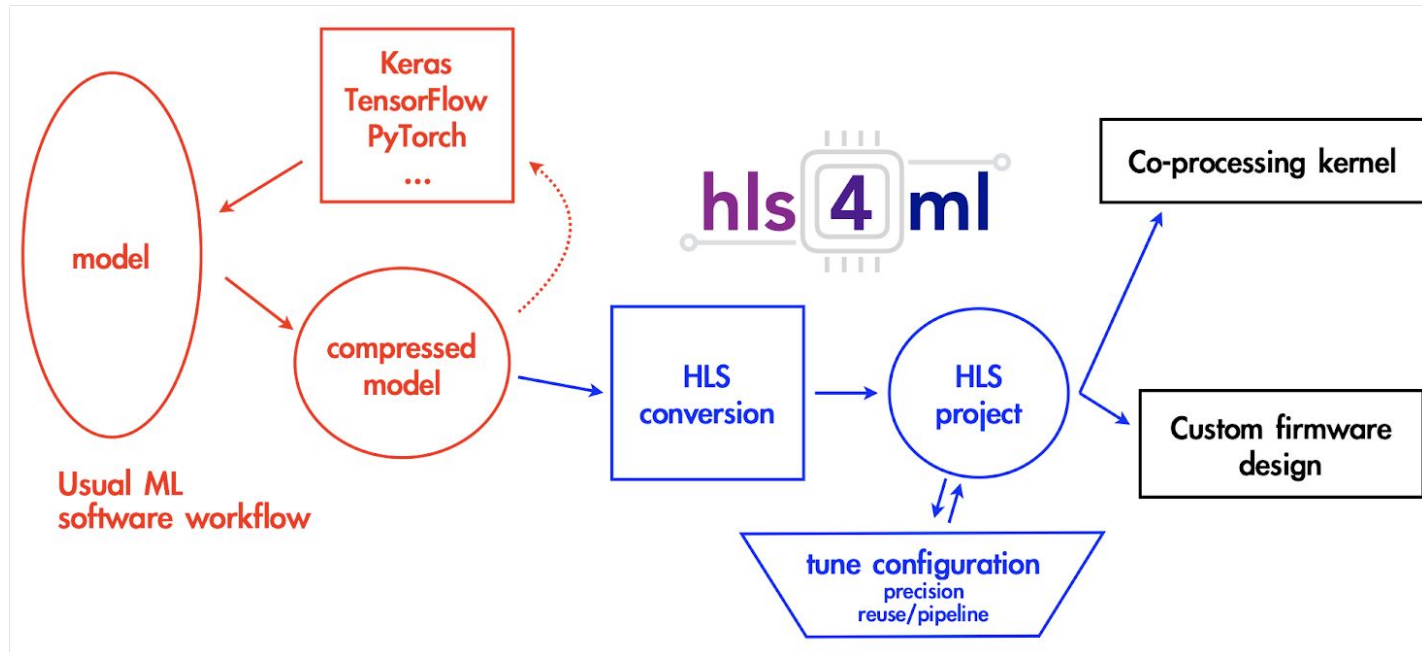 Keras
TensorFlow
PyTorch
...
model
compressed
model
Usual ML
software workflow
hls 4 ml
HLS
conversion
HLS
project
tune configuration
precision
reuse/pipeline
Co-processing kernel
Custom firmware
design